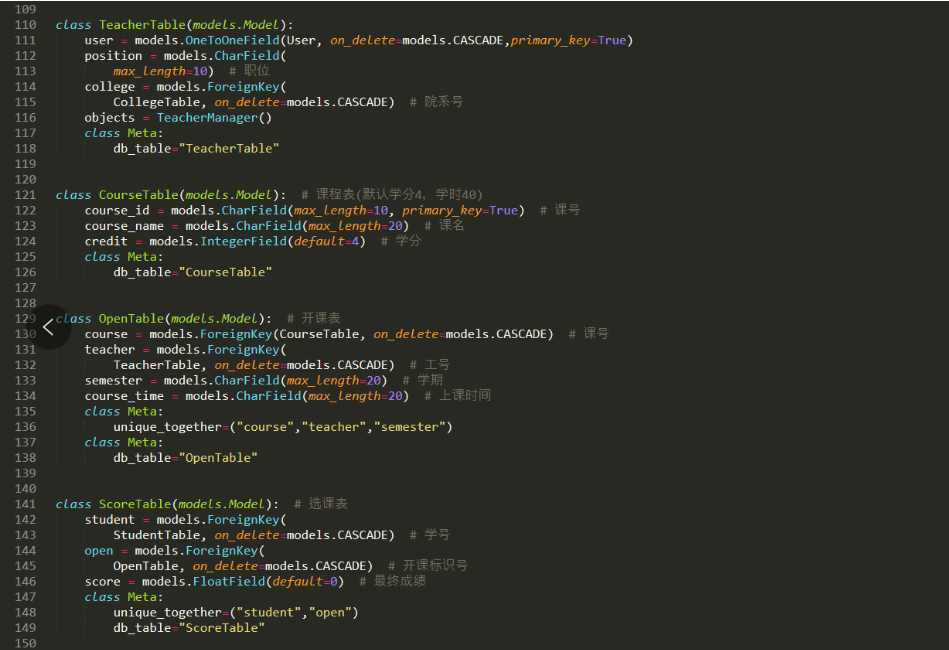 109
110 class TeacherTable(models.Model):
111     user = models.OneToOneField(User, on_delete=models.CASCADE,primary_key=True)
112     position = models.CharField(
113         max_length=10)  # 职位
114     college = models.ForeignKey(
115         CollegeTable, on_delete=models.CASCADE)  # 院系号
116     objects = TeacherManager()
117     class Meta:
118         db_table="TeacherTable"
119
120
121 class CourseTable(models.Model):  # 课程表(默认学分4，学时40)
122     course_id = models.CharField(max_length=10, primary_key=True)  # 课号
123     course_name = models.CharField(max_length=20)  # 课名
124     credit = models.IntegerField(default=4)  # 学分
125     class Meta:
126         db_table="CourseTable"
127
128
129 class OpenTable(models.Model):  # 开课表
130     course = models.ForeignKey(CourseTable, on_delete=models.CASCADE)  # 课号
131     teacher = models.ForeignKey(
132         TeacherTable, on_delete=models.CASCADE)  # 工号
133     semester = models.CharField(max_length=20)  # 学期
134     course_time = models.CharField(max_length=20)  # 上课时间
135     class Meta:
136         unique_together=("course","teacher","semester")
137     class Meta:
138         db_table="OpenTable"
139
140
141 class ScoreTable(models.Model):  # 选课表
142     student = models.ForeignKey(
143         StudentTable, on_delete=models.CASCADE)  # 学号
144     open = models.ForeignKey(
145         OpenTable, on_delete=models.CASCADE)  # 开课标识号
146     score = models.FloatField(default=0)  # 最终成绩
147     class Meta:
148         unique_together=("student","open")
149         db_table="ScoreTable"
150